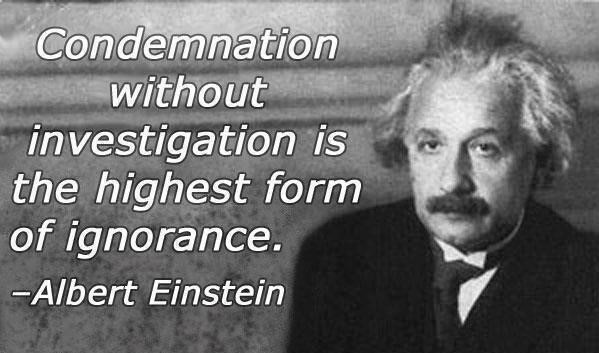 Condemnation
without
investigation is
the highest form
of ignorance.
–Albert Einstein